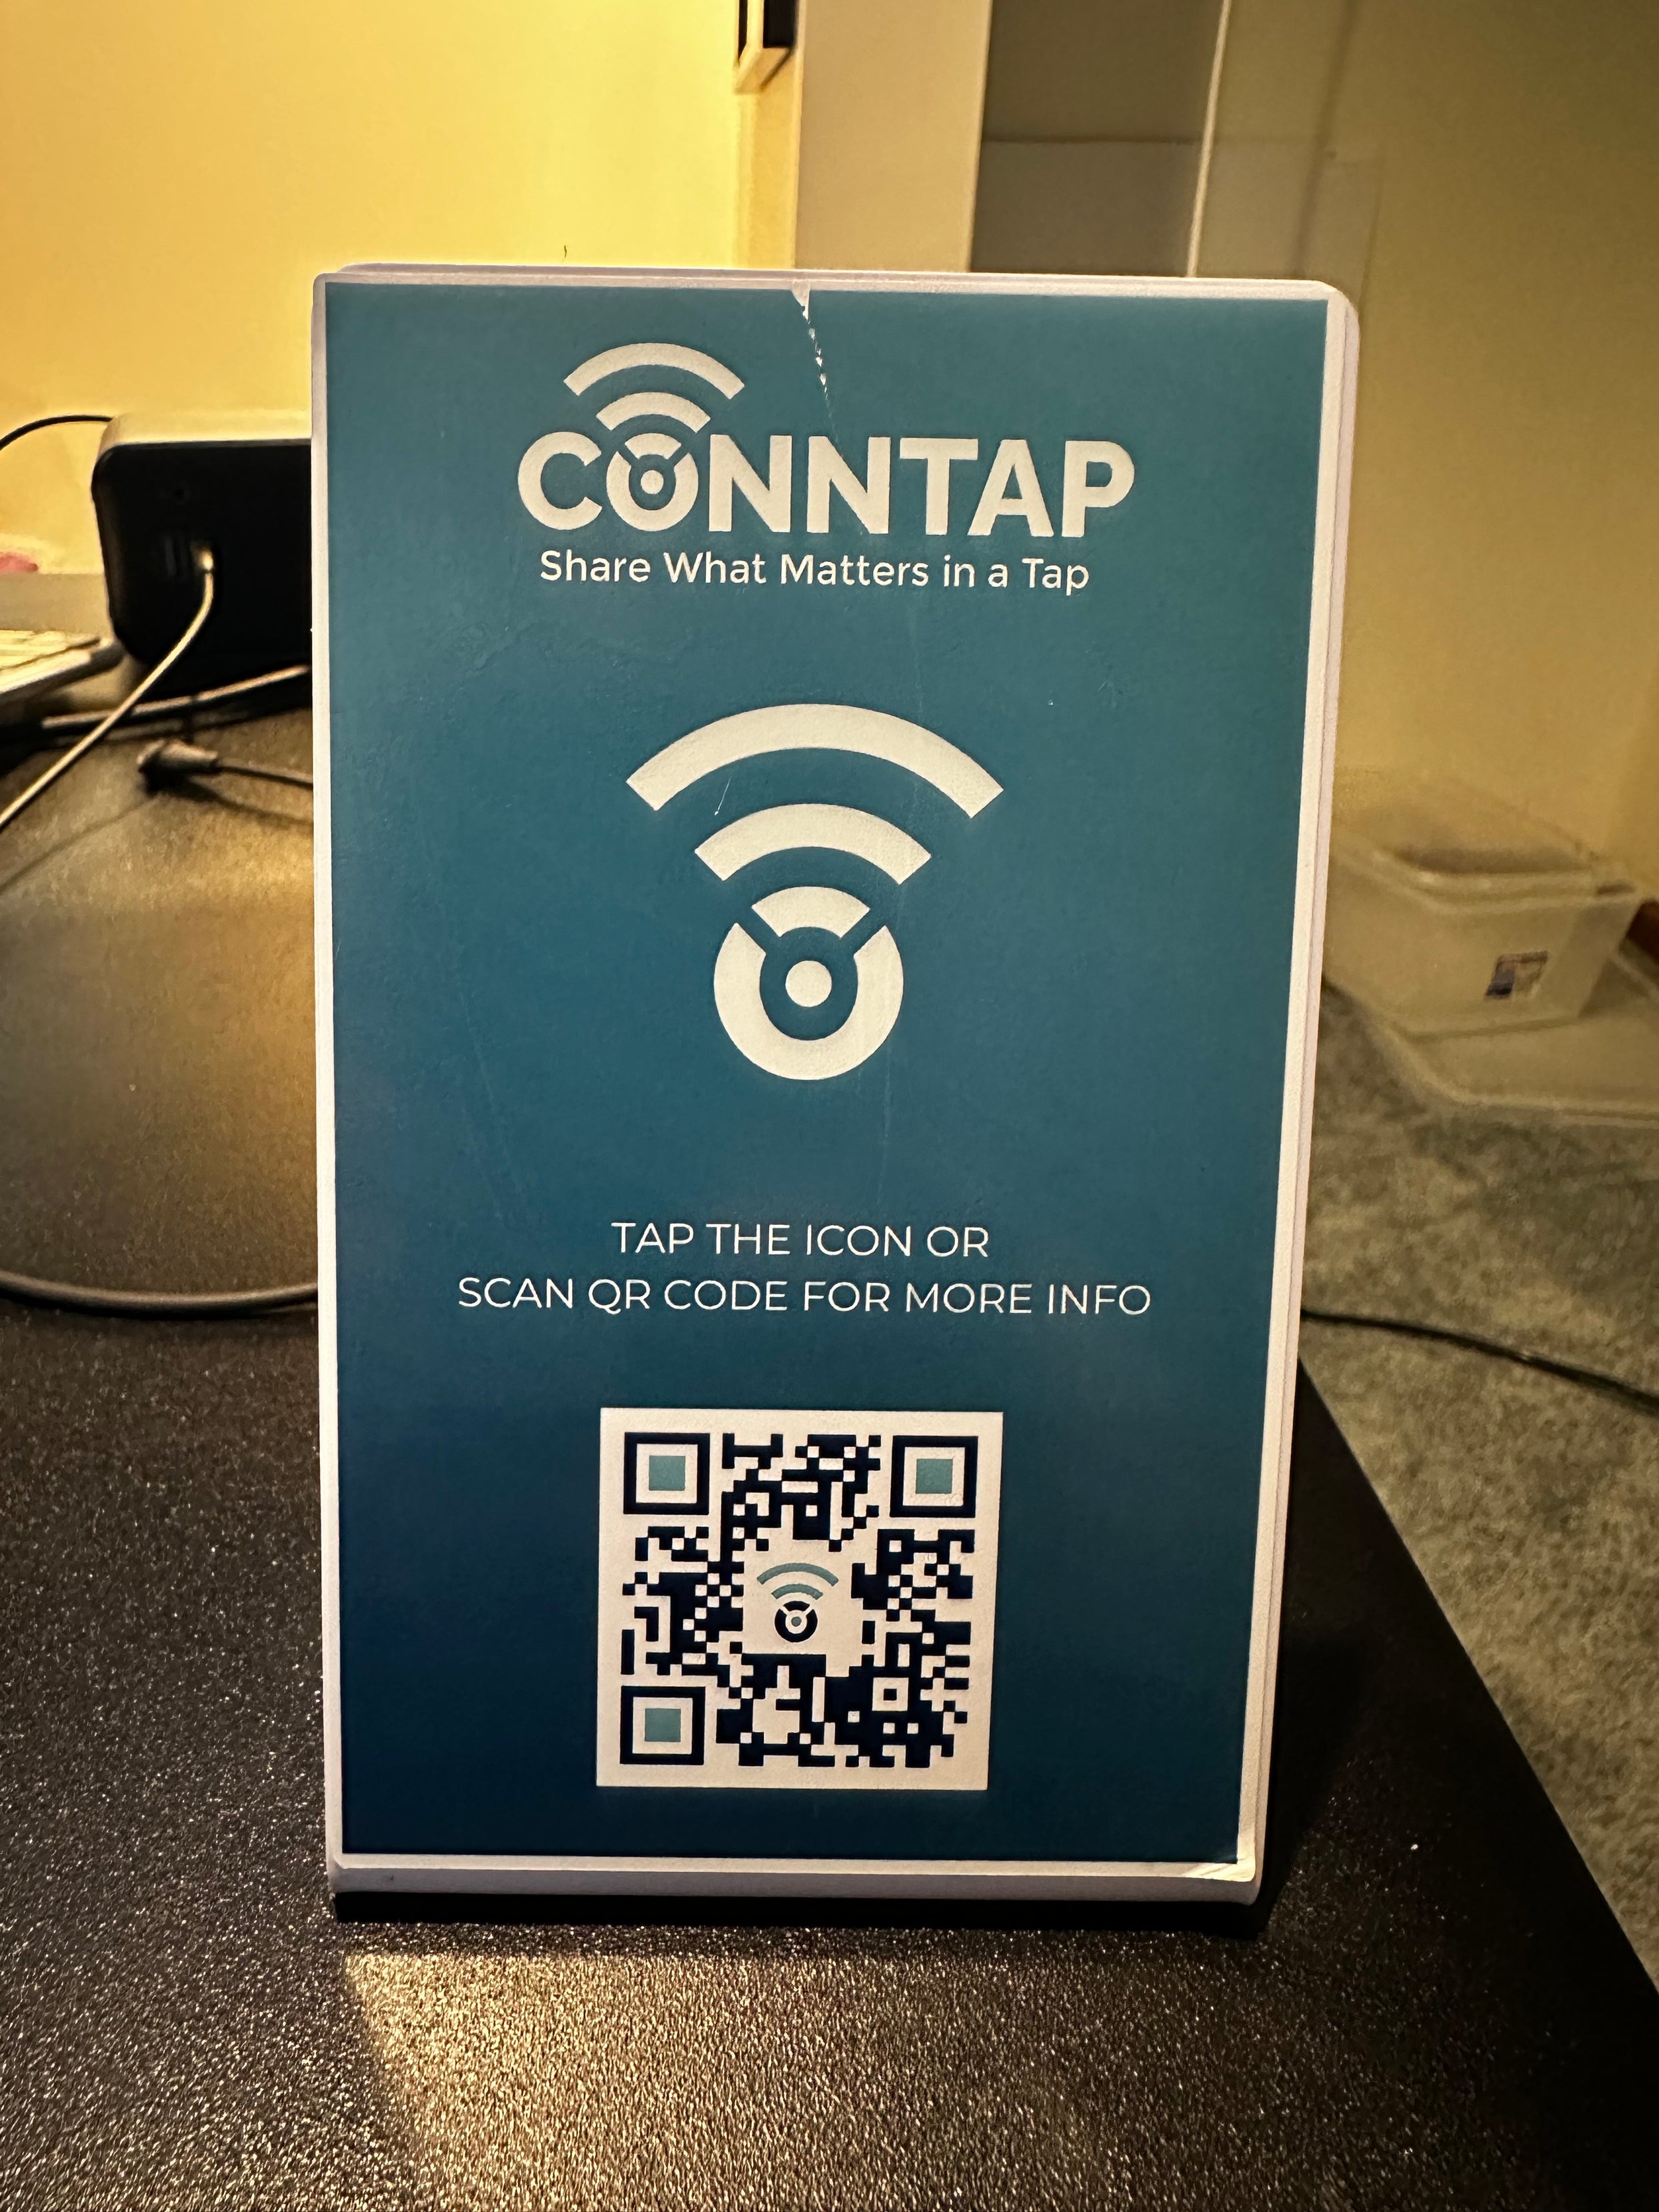 CONNTAP
Share What Matters in a Tap
TAP THE ICON OR
SCAN QR CODE FOR MORE INFO